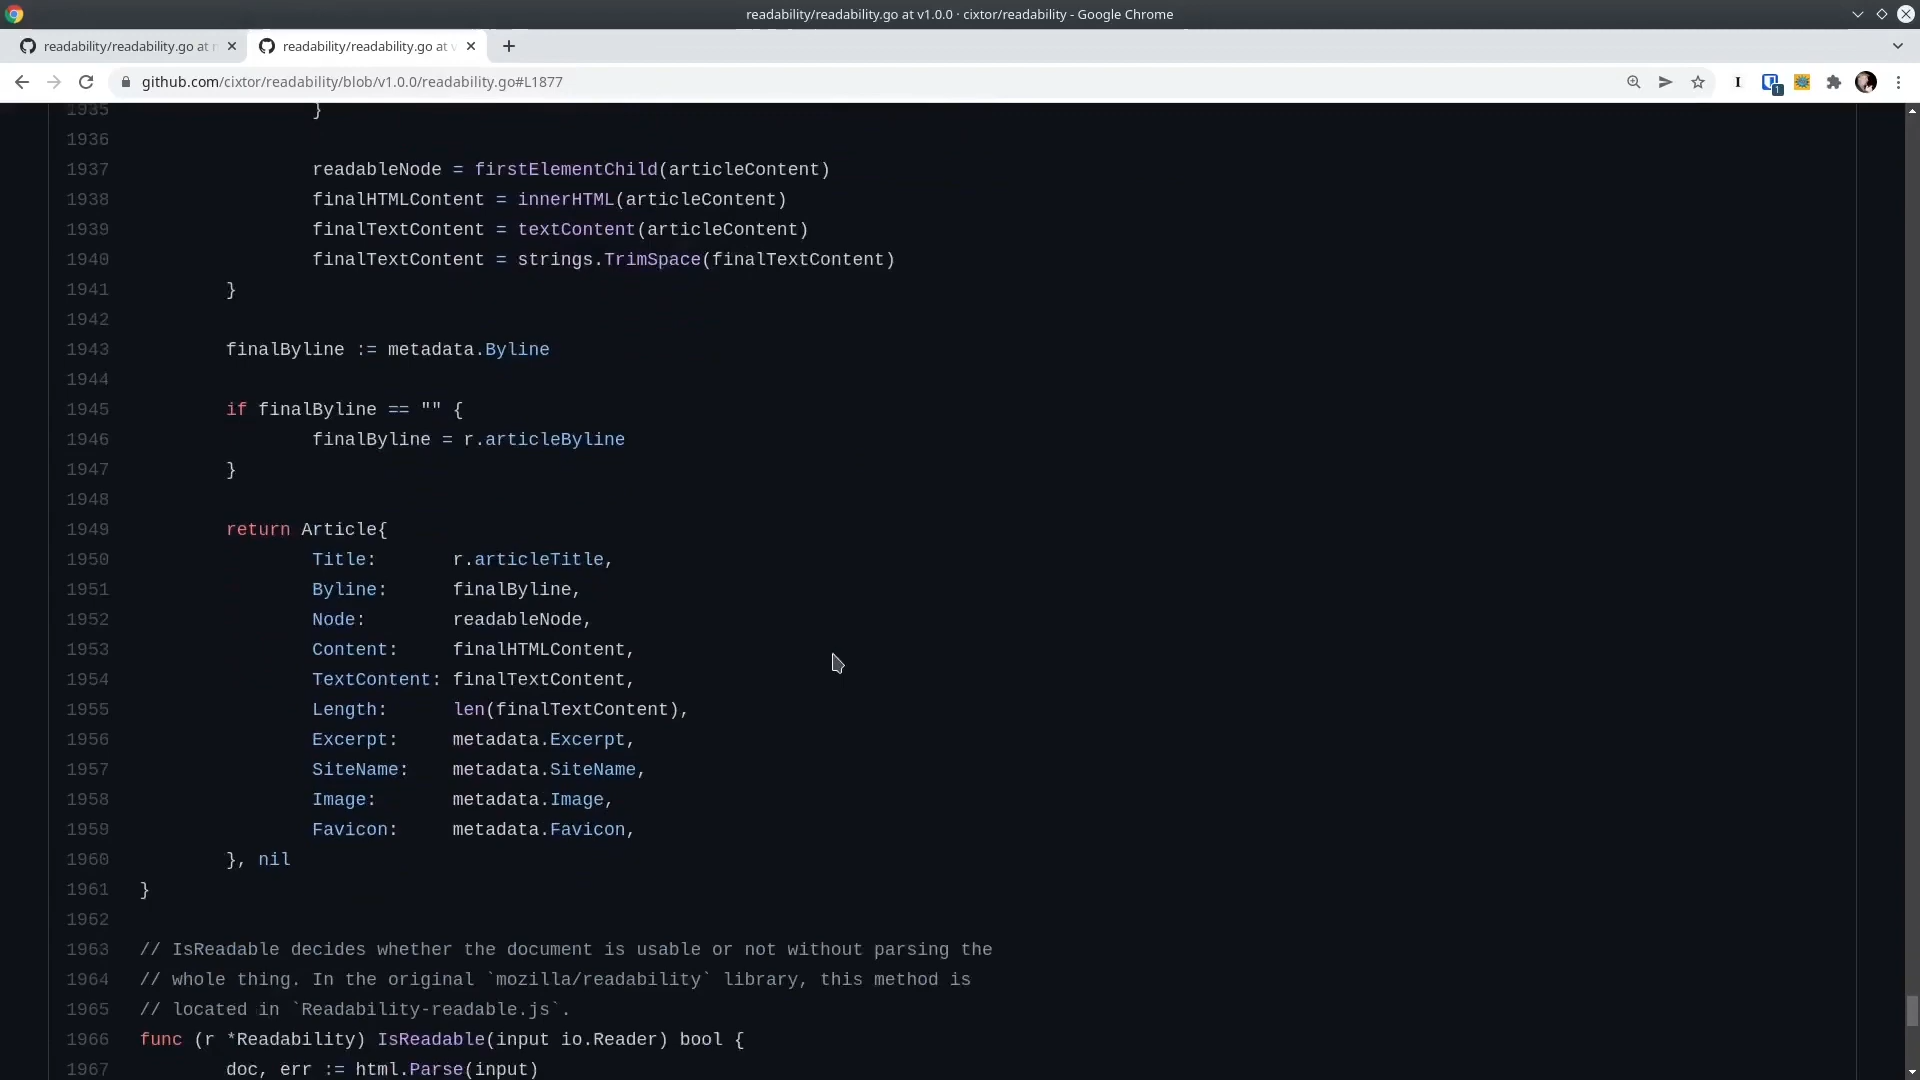 readability/readability.go at v1.0.0 · cixtor/readability - Google Chrome
readability/readability.go at
readability/readability.go at v
github.com/cixtor/readability/blob/v1.0.0/readability.go#L1877
1935 }
1936
1937 readableNode = firstElementChild(articleContent)
1938 finalHTMLContent = innerHTML(articleContent)
1939 finalTextContent = textContent(articleContent)
1940 finalTextContent = strings.TrimSpace(finalTextContent)
1941 }
1942
1943 finalByline := metadata.Byline
1944
1945 if finalByline == "" {
1946 finalByline = r.articleByline
1947 }
1948
1949 return Article{
1950 Title: r.articleTitle,
1951 Byline: finalByline,
1952 Node: readableNode,
1953 Content: finalHTMLContent,
1954 TextContent: finalTextContent,
1955 Length: len(finalTextContent),
1956 Excerpt: metadata.Excerpt,
1957 SiteName: metadata.SiteName,
1958 Image: metadata.Image,
1959 Favicon: metadata.Favicon,
1960 }, nil
1961 }
1962
1963 // IsReadable decides whether the document is usable or not without parsing the
1964 // whole thing. In the original `mozilla/readability` library, this method is
1965 // located in `Readability-readable.js`.
1966 func (r *Readability) IsReadable(input io.Reader) bool {
1967 doc, err := html.Parse(input)